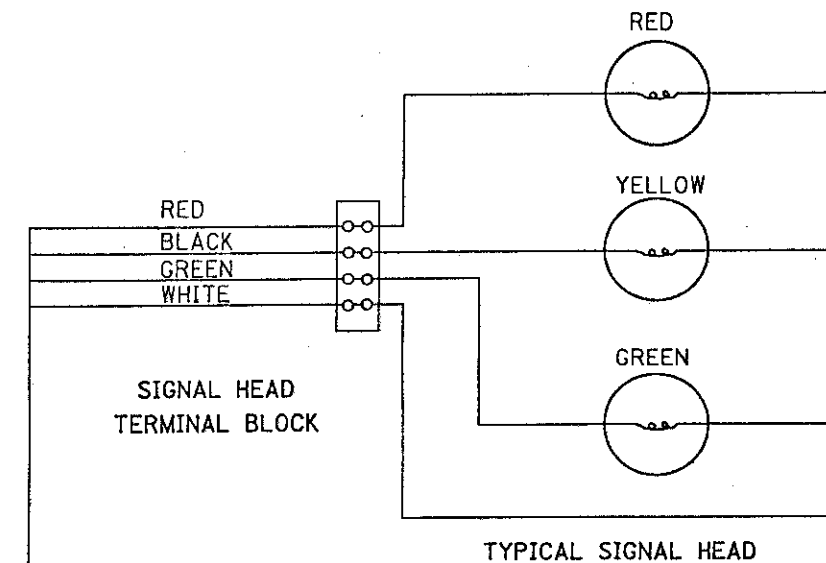 RED
YELLOW
RED
BLACK
GREEN
WHITE
GREEN
SIGNAL HEAD
TERMINAL BLOCK
TYPICAL SIGNAL HEAD